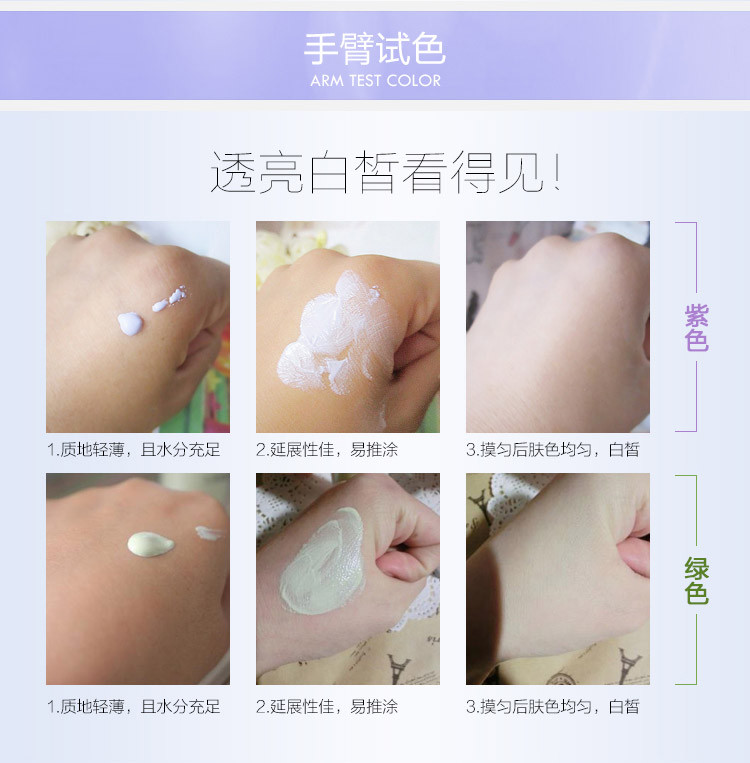 手臂试色
ARM TEST COLOR
透亮白皙看得见!
紫色
1.质地轻薄，且水分充足
2.延展性佳，易推涂
3.摸匀后肤色均匀，白皙
绿色
1.质地轻薄，且水分充足
2.延展性佳，易推涂
3.摸匀后肤色均匀，白皙